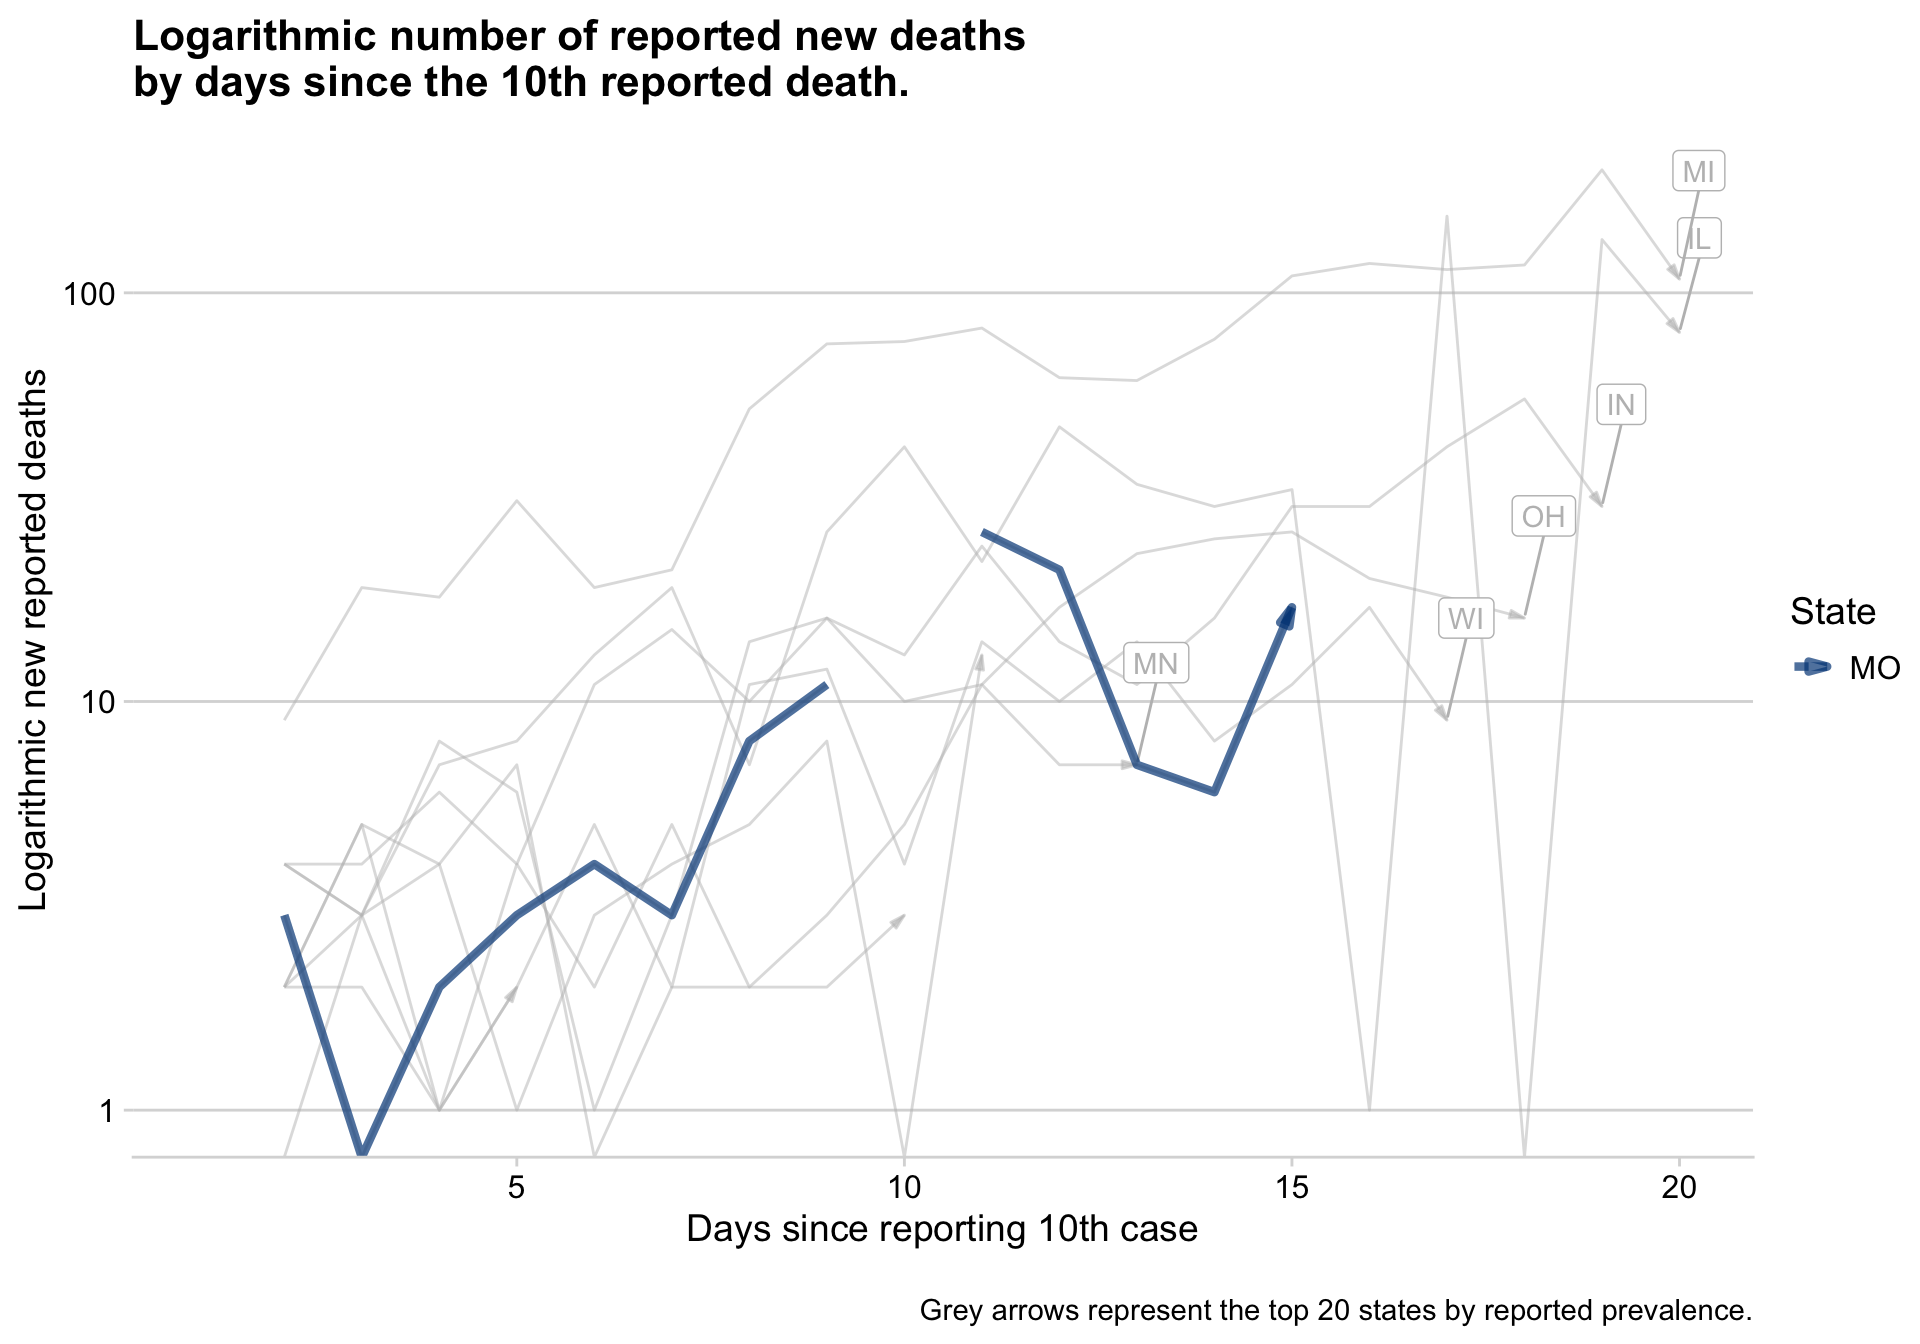 Logarithmic number of reported new deaths
by days since the 10th reported death.
MI
IL
100
IN
OH
WI
MN
10
1
Logarithmic new reported deaths
State
MO
5 10 15 20
Days since reporting 10th case
Grey arrows represent the top 20 states by reported prevalence.